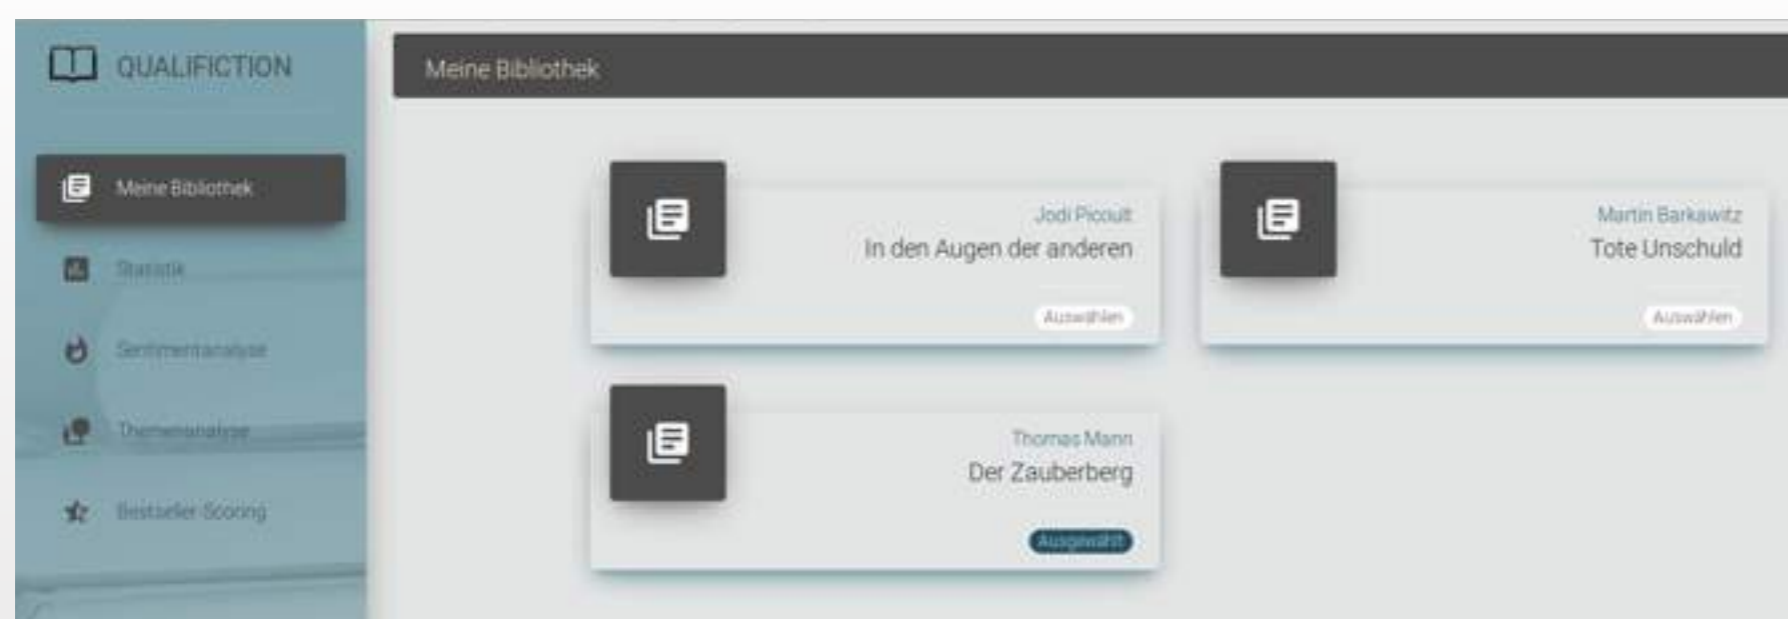 QUALIFICTION
Meine Bibliothek
Statistik
Sentimentanalyse
Themenanalyse
Bestseller-Scoring
Meine Bibliothek
Jodi Picoult
In den Augen der anderen
Auswählen
Martin Barkawitz
Tote Unschuld
Auswählen
Thomas Mann
Der Zauberberg
Ausgewählt